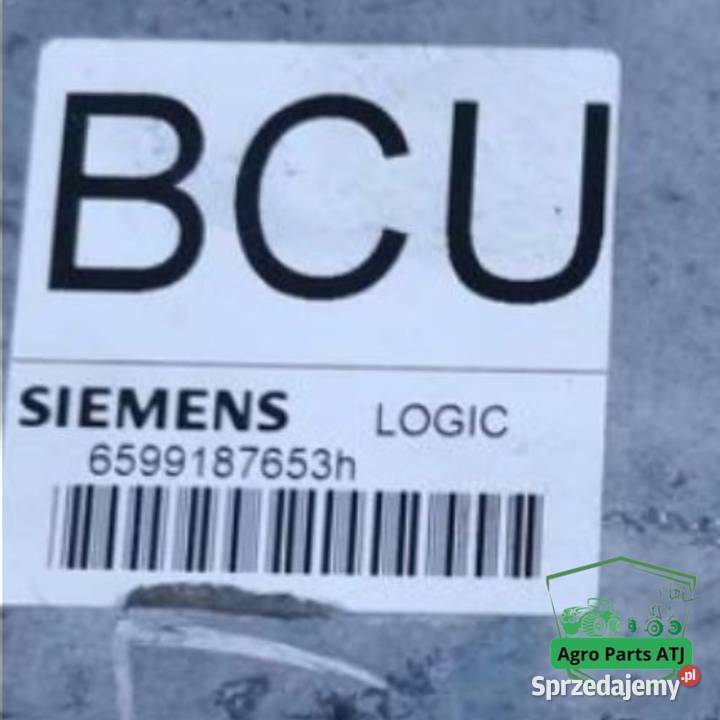 BCU
SIEMENS LOGIC
6599187653h
Agro Parts ATJ
Sprzedajemy.pl